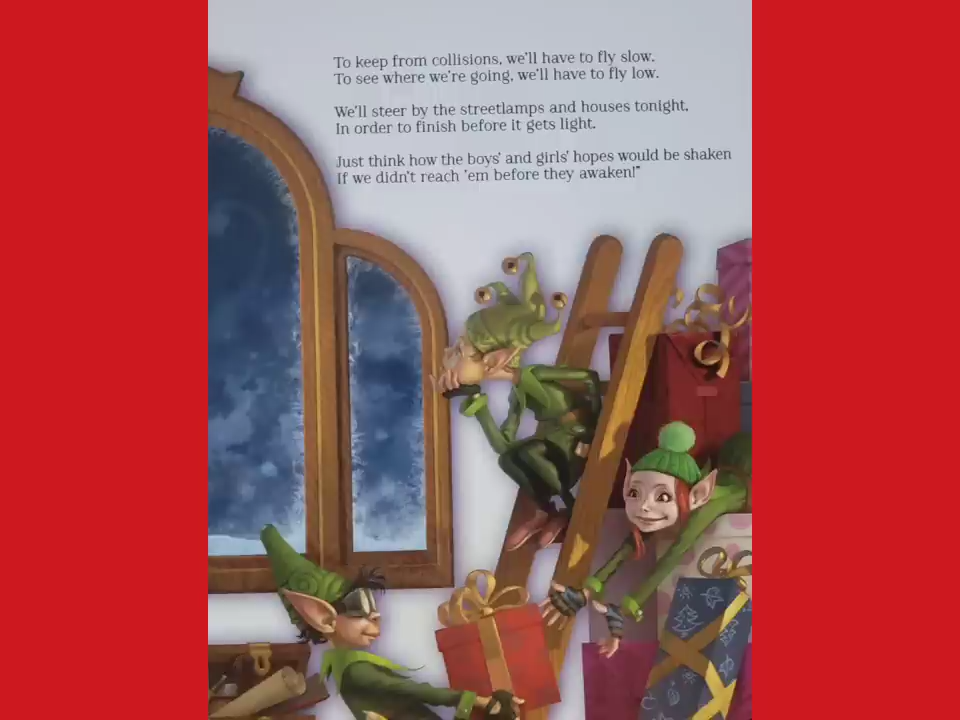 To keep from collisions, we'll have to fly slow.
To see where we're going, we'll have to fly low.
We'll steer by the streetlamps and houses tonight,
In order to finish before it gets light.
Just think how the boys' and girls' hopes would be shaken
If we didn't reach 'em before they awaken!"